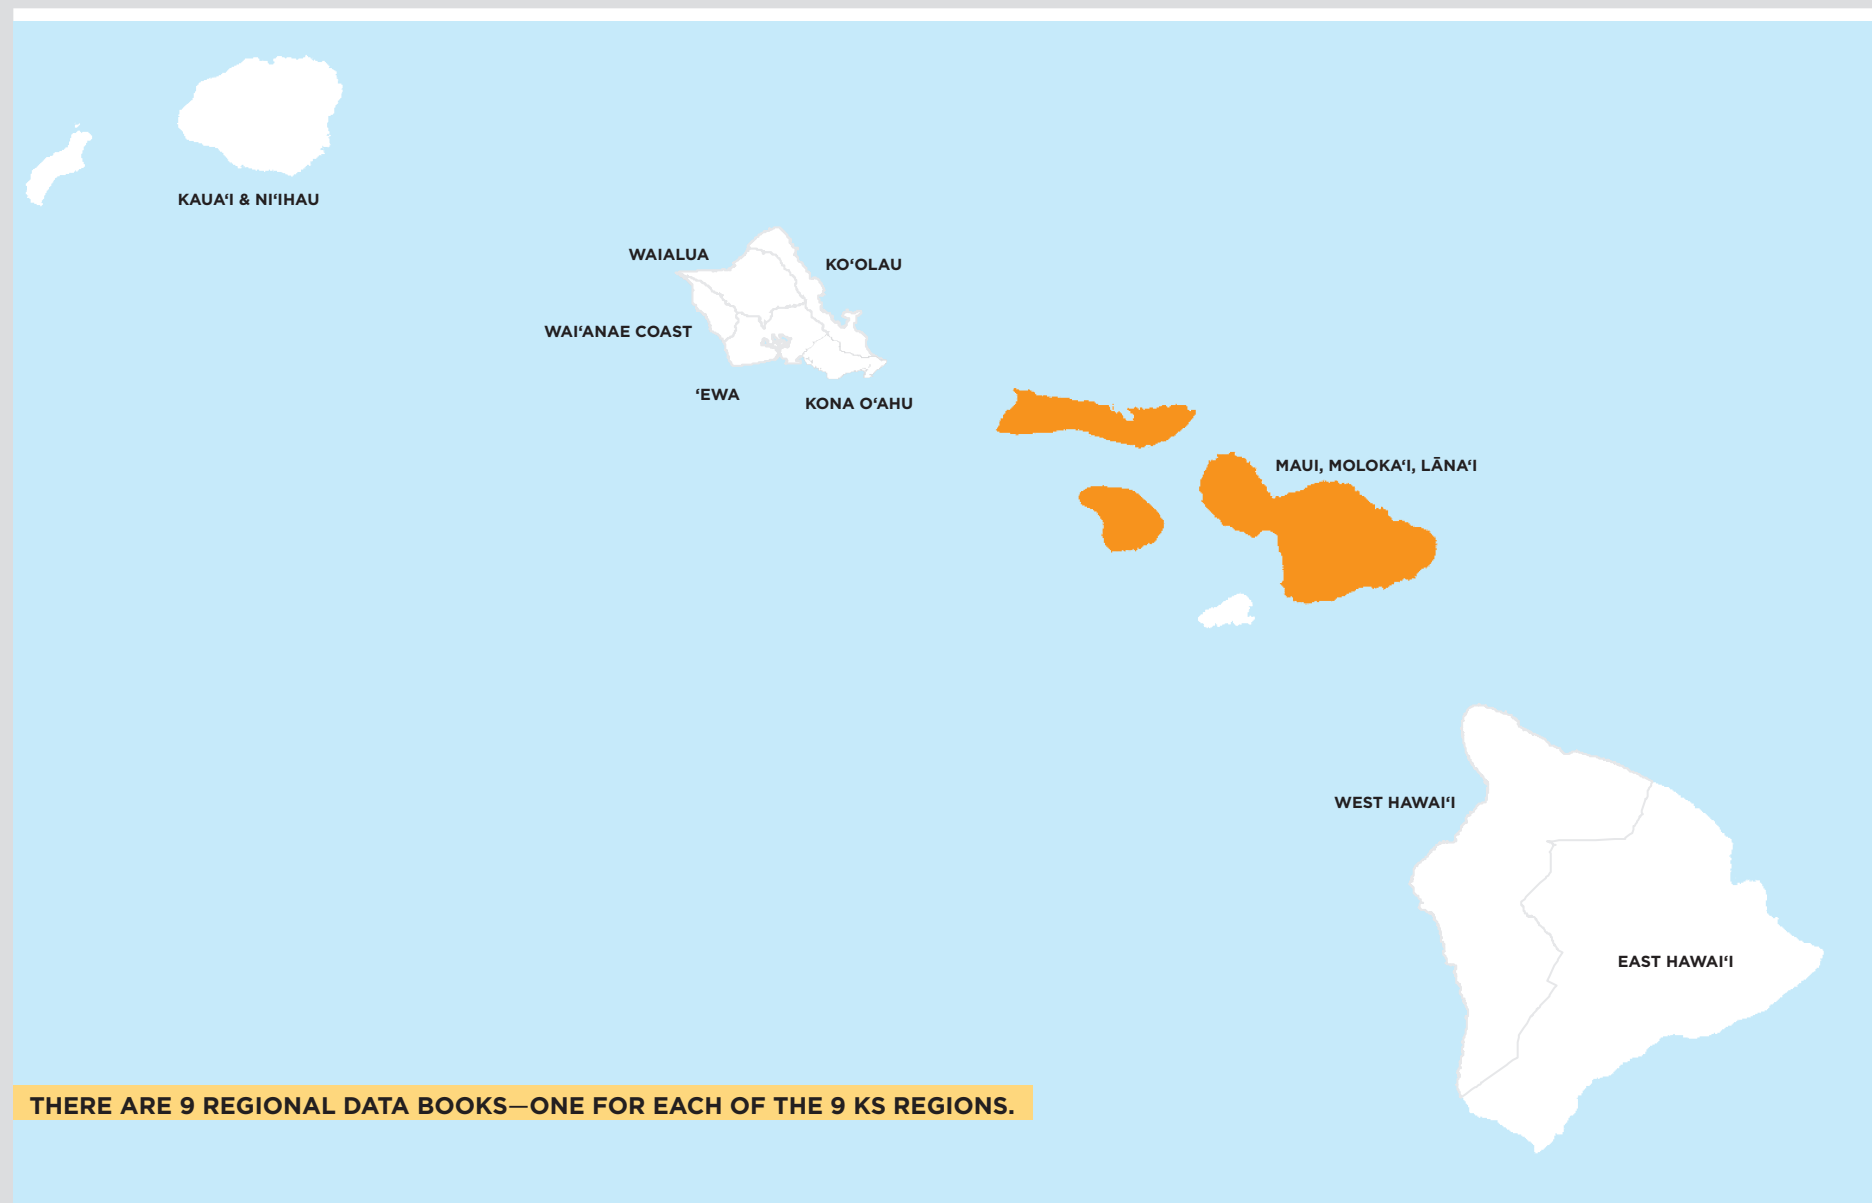 KAUAʻI & NIʻIHAU
WAIALUA
KOʻOLAU
WAIʻANAE COAST
ʻEWA
KONA OʻAHU
MAUI, MOLOKAʻI, LĀNAʻI
WEST HAWAIʻI
EAST HAWAIʻI
THERE ARE 9 REGIONAL DATA BOOKS—ONE FOR EACH OF THE 9 KS REGIONS.